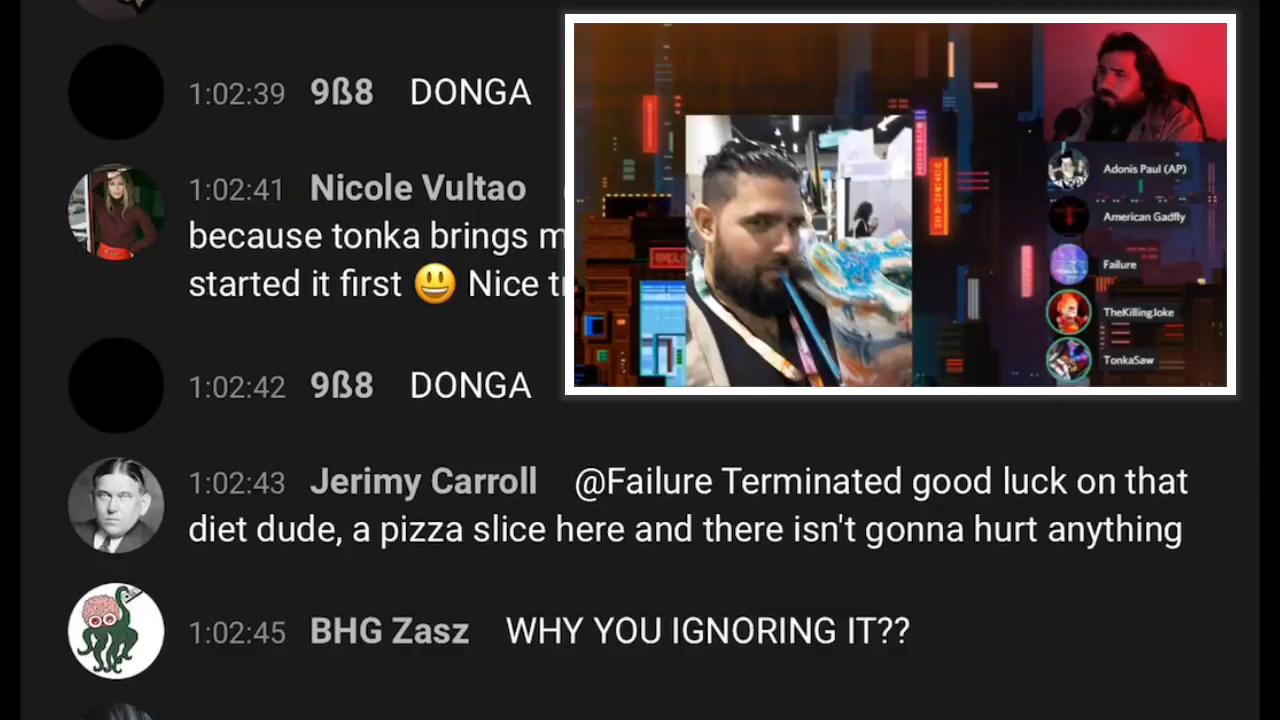 1:02:39 9ß8 DONGA
1:02:41 Nicole Vultao
because tonka brings m
started it first 😃 Nice tr
1:02:42 9ß8 DONGA
1:02:43 Jerimy Carroll @Failure Terminated good luck on that
diet dude, a pizza slice here and there isn't gonna hurt anything
1:02:45 BHG Zasz WHY YOU IGNORING IT??
Adonis Paul (AP)
American Gadfly
Failure
TheKillingJoke
TonkaSaw